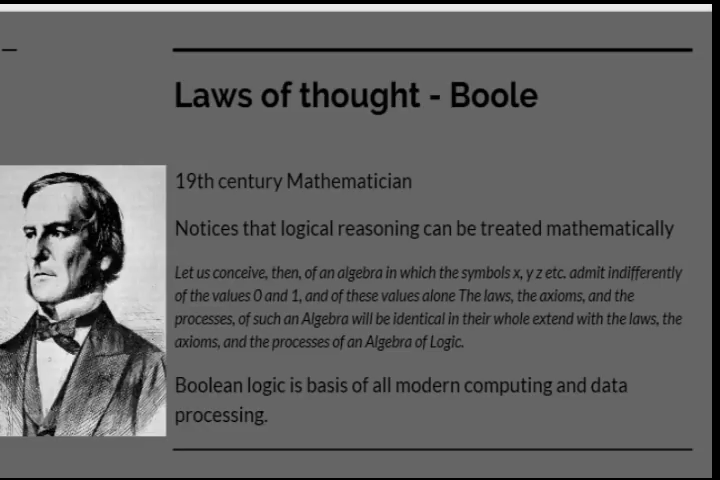 Laws of thought - Boole
19th century Mathematician
Notices that logical reasoning can be treated mathematically
Let us conceive, then, of an algebra in which the symbols x, y z etc. admit indifferently
of the values 0 and 1, and of these values alone The laws, the axioms, and the
processes, of such an Algebra will be identical in their whole extend with the laws, the
axioms, and the processes of an Algebra of Logic.
Boolean logic is basis of all modern computing and data
processing.